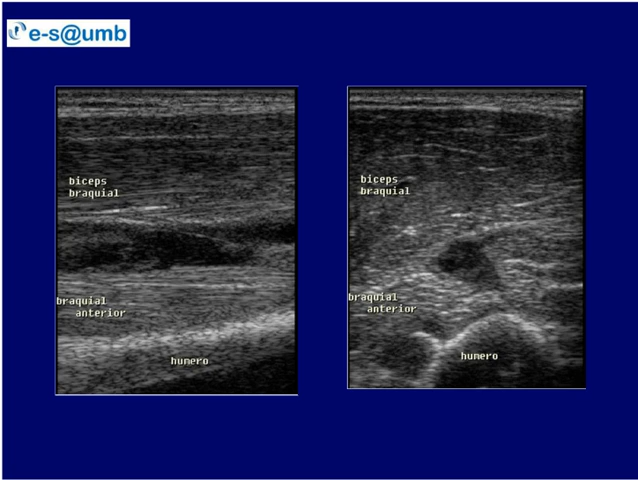 e-s@umb
biceps
braquial
braquial
anterior
humero
biceps
braquial
braquial
anterior
humero